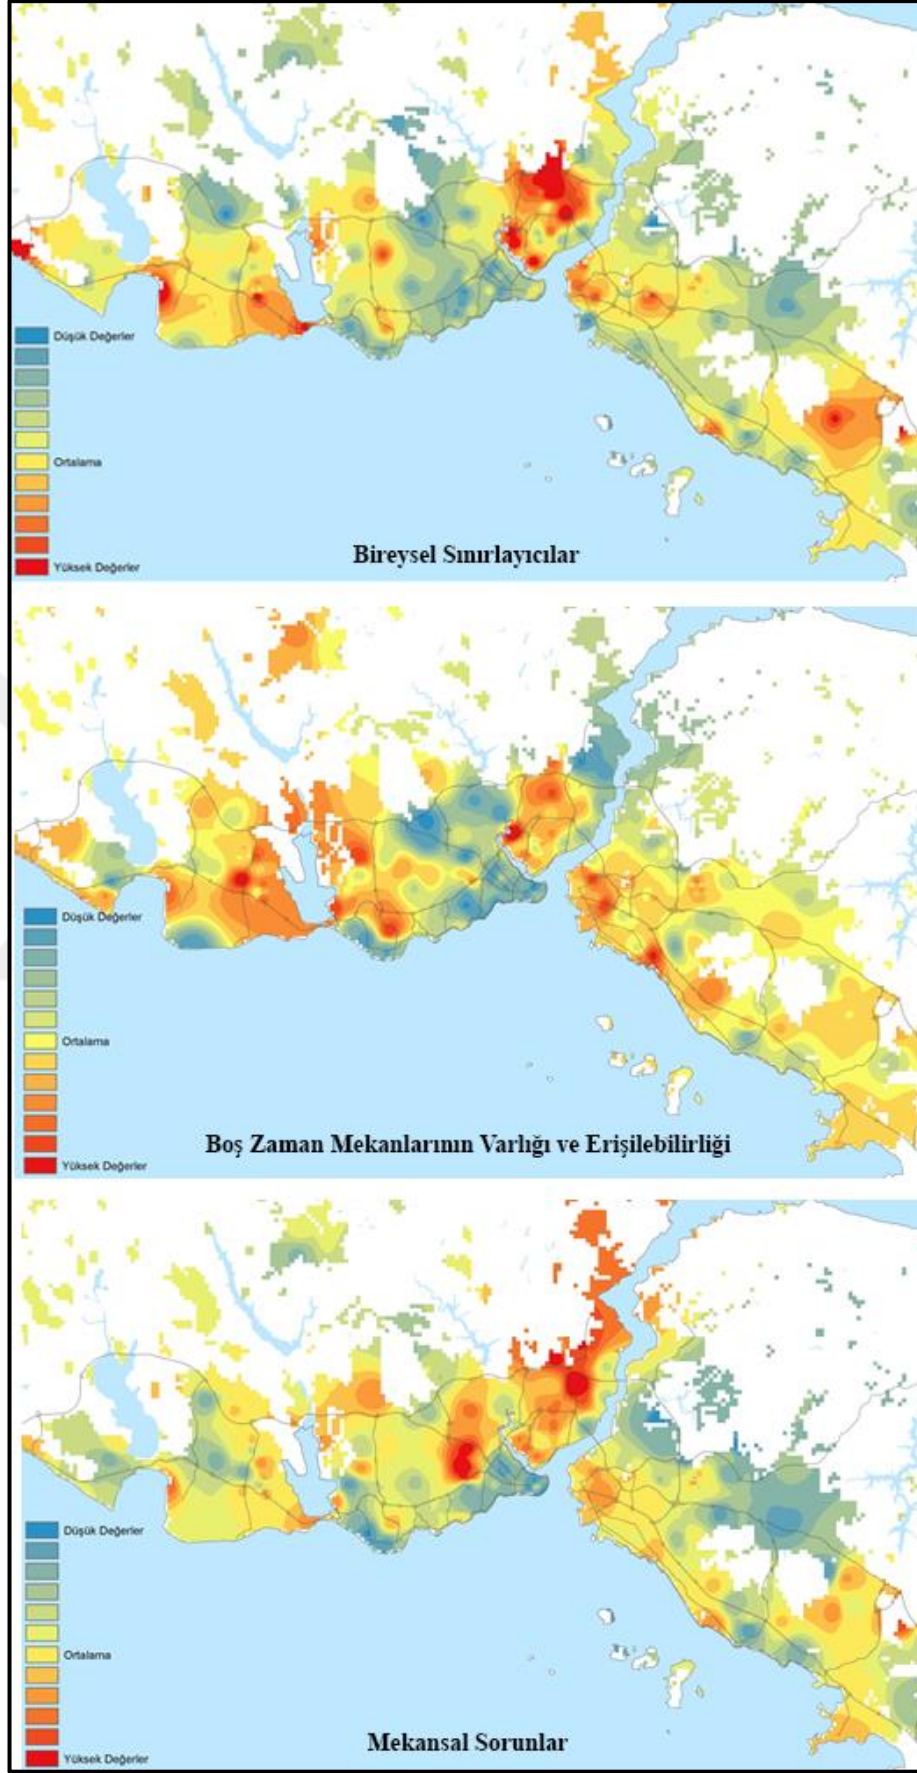 Düşük Değerler
Ortalama
Yüksek Değerler
Bireysel Sınırlayıcılar
Düşük Değerler
Ortalama
Yüksek Değerler
Boş Zaman Mekanlarının Varlığı ve Erişilebilirliği
Düşük Değerler
Ortalama
Yüksek Değerler
Mekansal Sorunlar